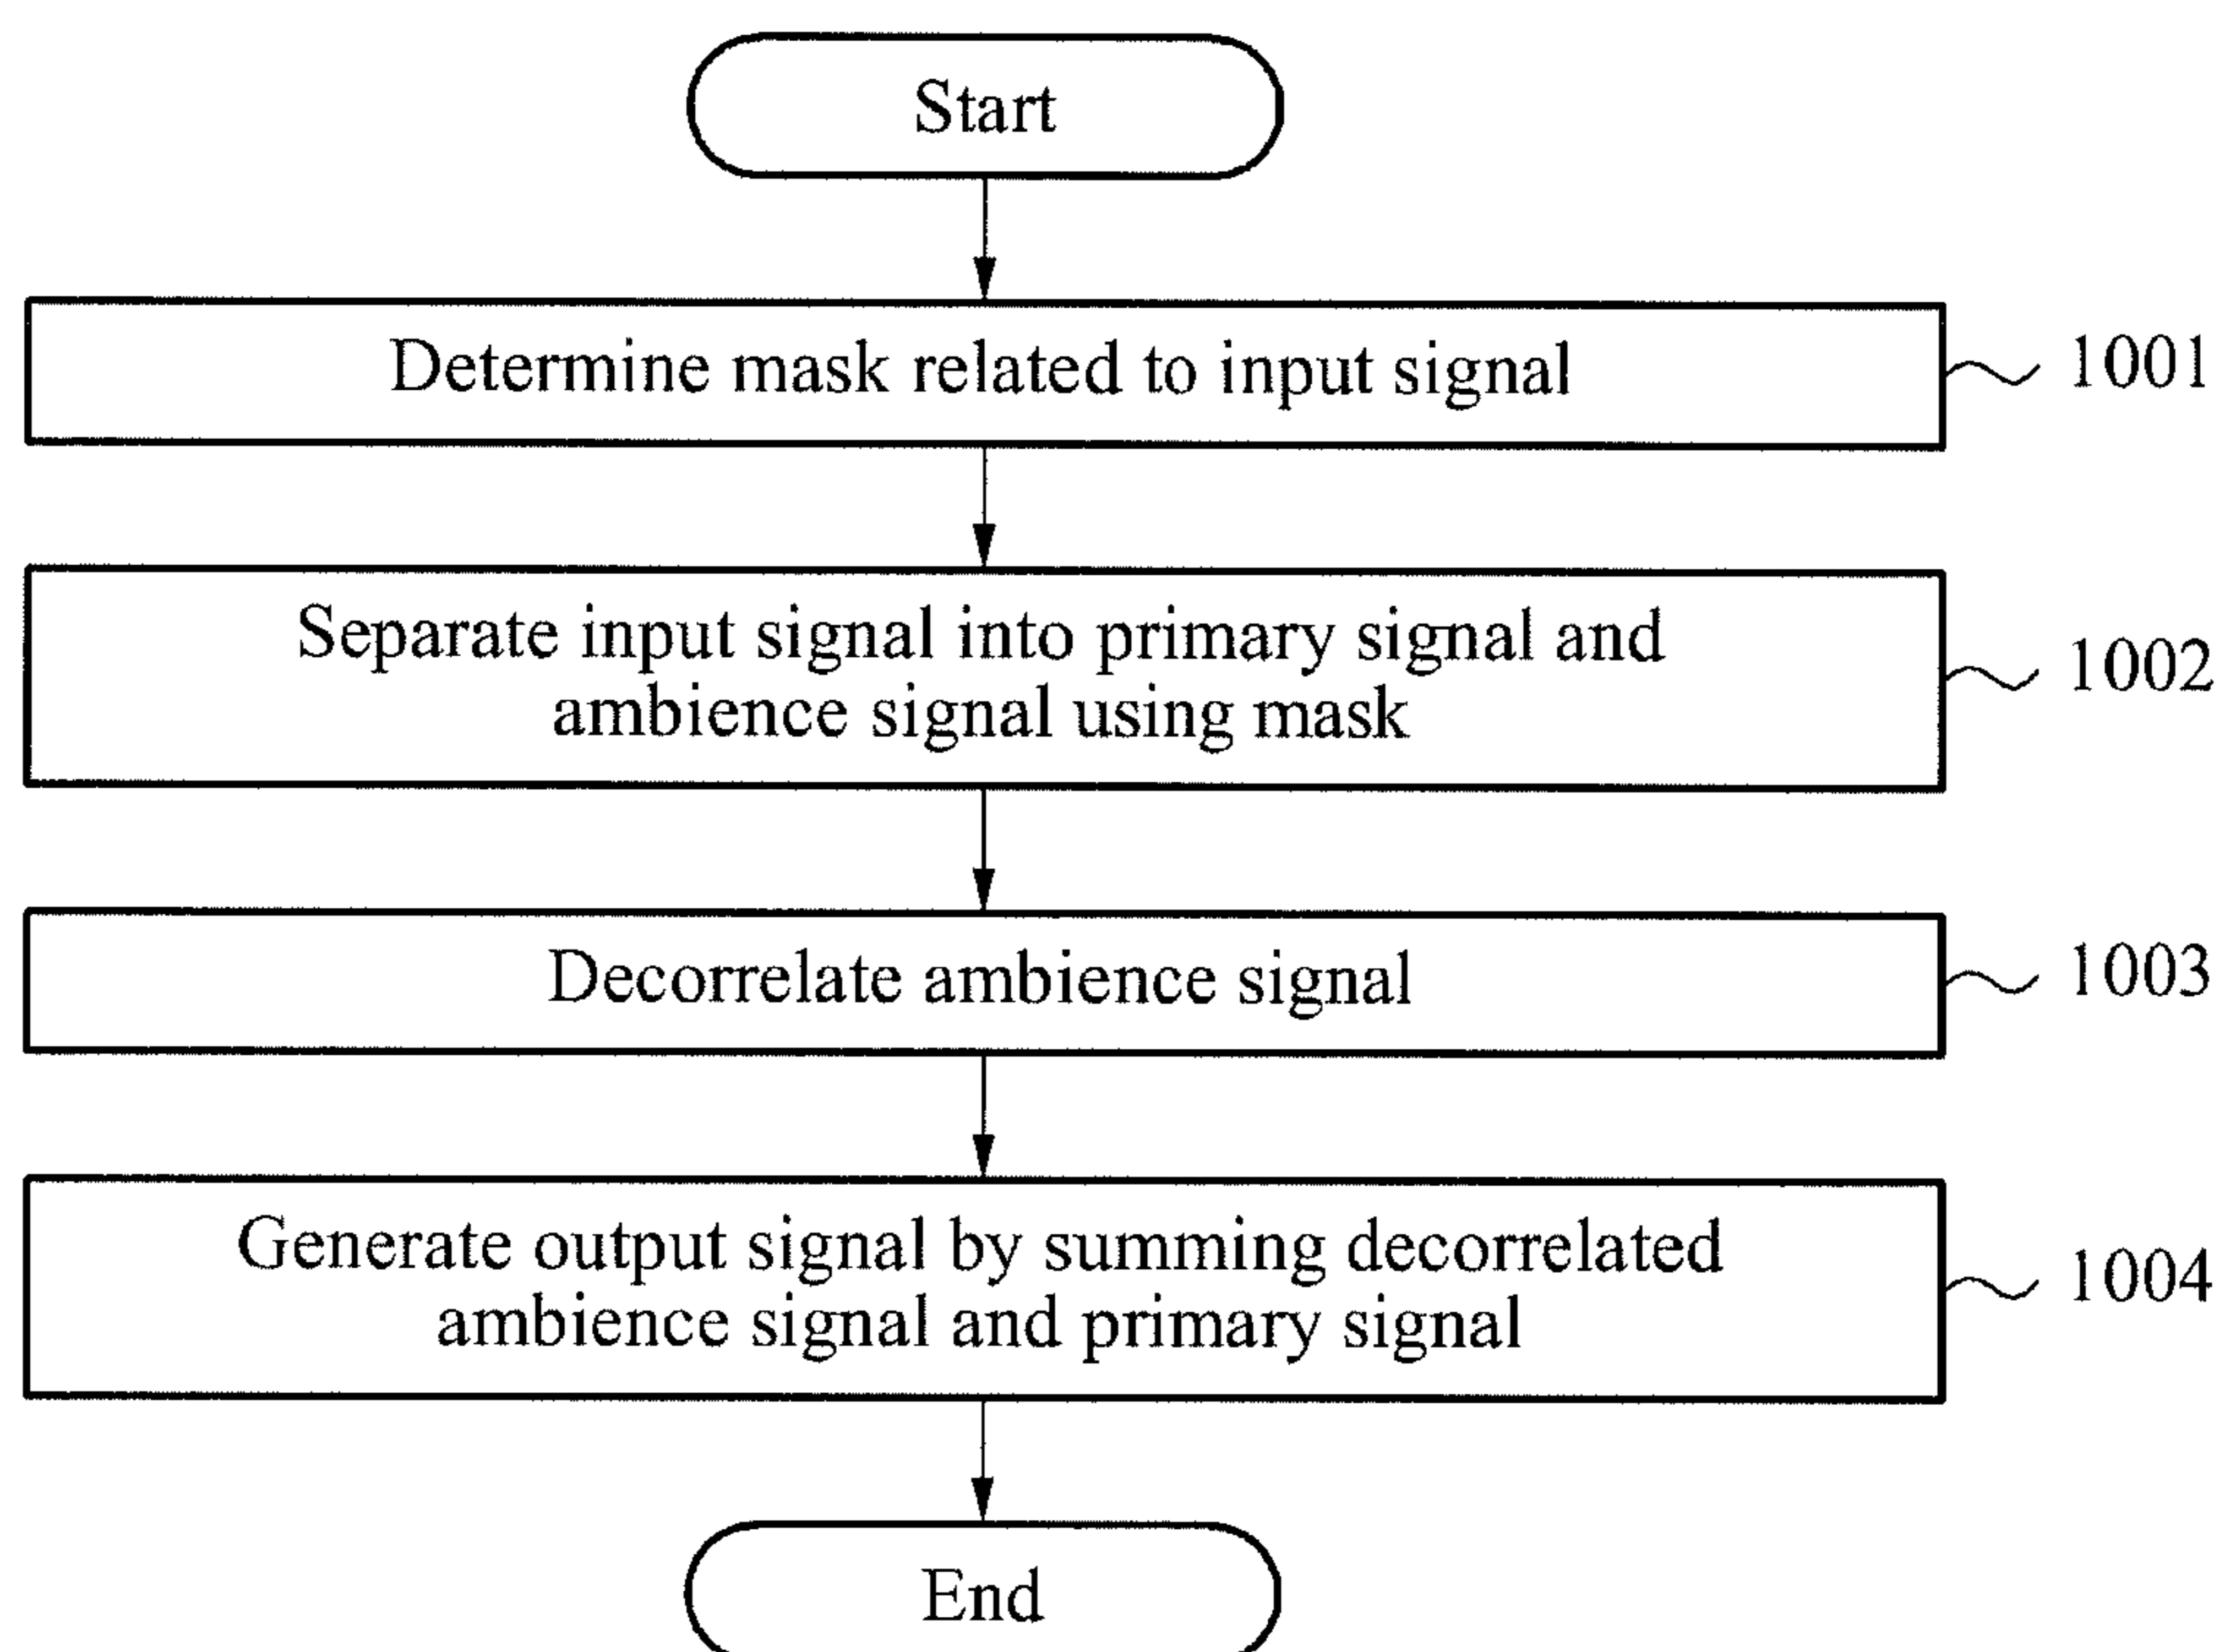 Start
Determine mask related to input signal
1001
Separate input signal into primary signal and
ambience signal using mask
1002
Decorrelate ambience signal
1003
Generate output signal by summing decorrelated
ambience signal and primary signal
1004
End